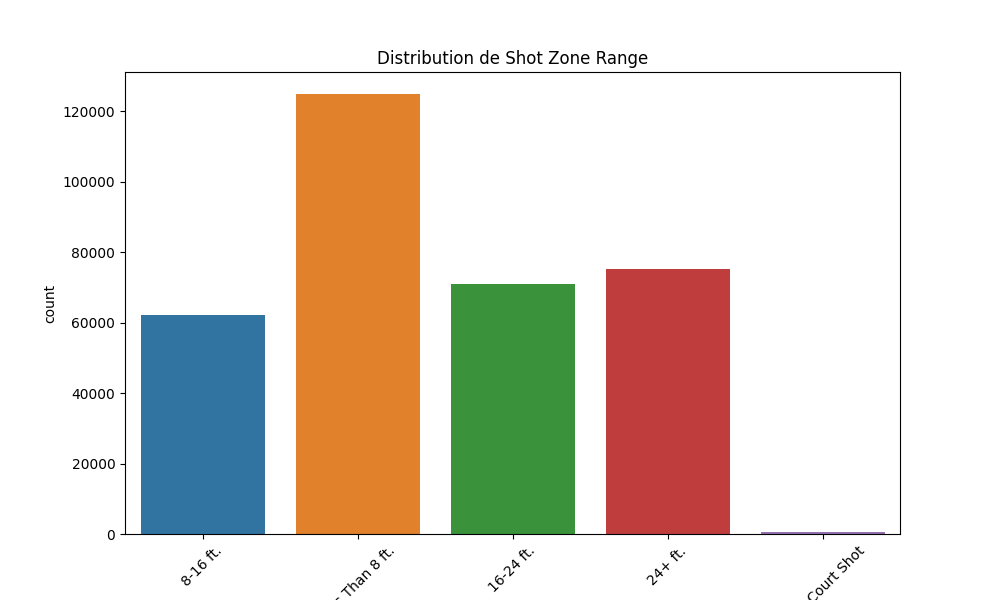 Distribution de Shot Zone Range
count
120000
100000
80000
60000
40000
20000
0
8-16 ft.
Than 8 ft.
16-24 ft.
24+ ft.
Court Shot